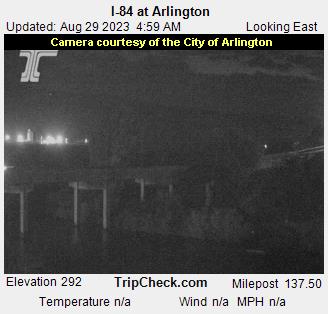 I-84 at Arlington
Updated: Aug 29 2023 4:59 AM Looking East
Camera courtesy of the City of Arlington
Elevation 292 TripCheck.com Milepost 137.50
Temperature n/a Wind n/a MPH n/a